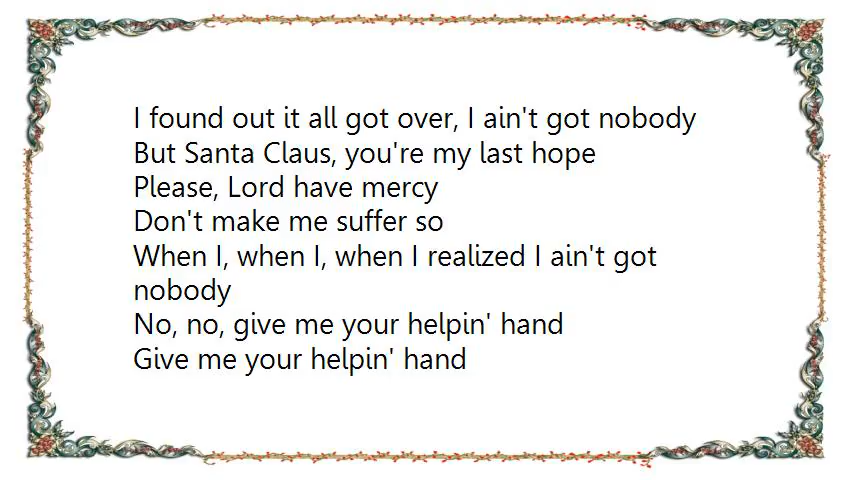 I found out it all got over, I ain't got nobody
But Santa Claus, you're my last hope
Please, Lord have mercy
Don't make me suffer so
When I, when I, when I realized I ain't got
nobody
No, no, give me your helpin' hand
Give me your helpin' hand